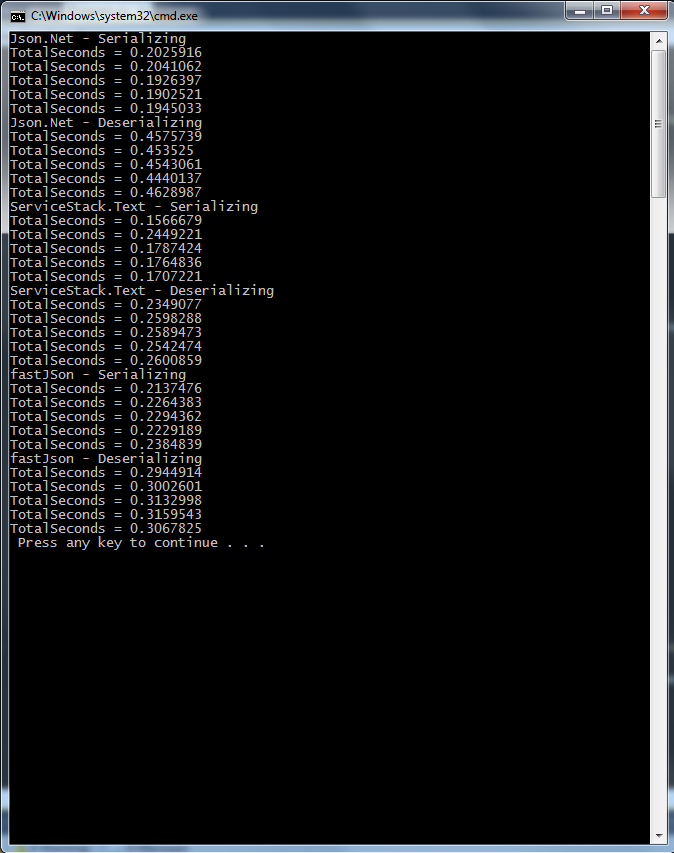 C:\Windows\system32\cmd.exe
Json.Net - Serializing
TotalSeconds = 0.2025916
TotalSeconds = 0.2041062
TotalSeconds = 0.1926397
TotalSeconds = 0.1902521
TotalSeconds = 0.1945033
Json.Net - Deserializing
TotalSeconds = 0.4575739
TotalSeconds = 0.453525
TotalSeconds = 0.4543061
TotalSeconds = 0.4440137
TotalSeconds = 0.4628987
ServiceStack.Text - Serializing
TotalSeconds = 0.1566679
TotalSeconds = 0.2449221
TotalSeconds = 0.1787424
TotalSeconds = 0.1764836
TotalSeconds = 0.1707221
ServiceStack.Text - Deserializing
TotalSeconds = 0.2349077
TotalSeconds = 0.2598288
TotalSeconds = 0.2589473
TotalSeconds = 0.2542474
TotalSeconds = 0.2600859
fastJSon - Serializing
TotalSeconds = 0.2137476
TotalSeconds = 0.2264383
TotalSeconds = 0.2294362
TotalSeconds = 0.2229189
TotalSeconds = 0.2384839
fastJson - Deserializing
TotalSeconds = 0.2944914
TotalSeconds = 0.3002601
TotalSeconds = 0.3132998
TotalSeconds = 0.3159543
TotalSeconds = 0.3067825
Press any key to continue . . .